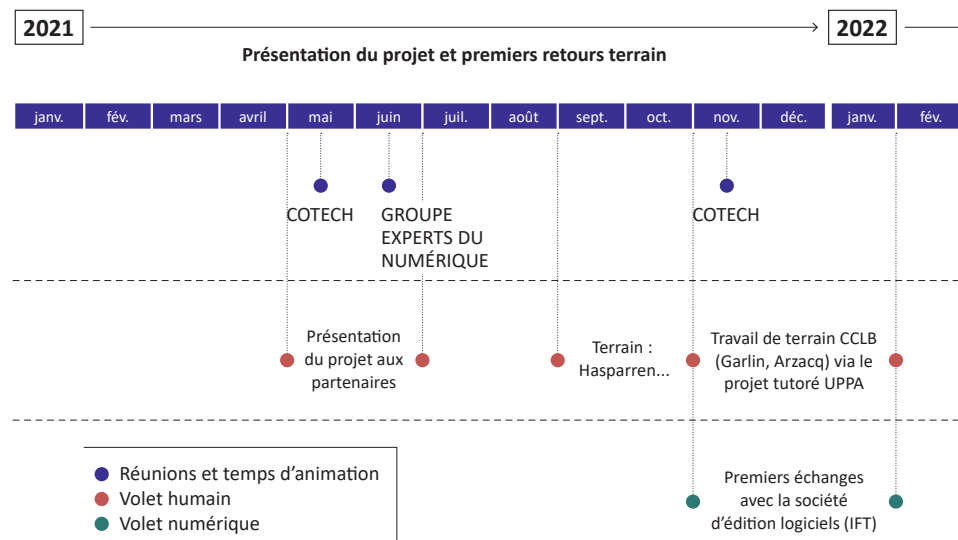 2021
2022
Présentation du projet et premiers retours terrain
janv.
fév.
mars
avril
mai
juin
juil.
août
sept.
oct.
nov.
déc.
janv.
fév.
COTECH
GROUPE
EXPERTS DU
NUMÉRIQUE
COTECH
Présentation
du projet aux
partenaires
Terrain :
Hasparren...
Travail de terrain CCLB
(Garlin, Arzacq) via le
projet tutoré UPPA
Réunions et temps d'animation
Volet humain
Volet numérique
Premiers échanges
avec la société
d'édition logiciels (IFT)